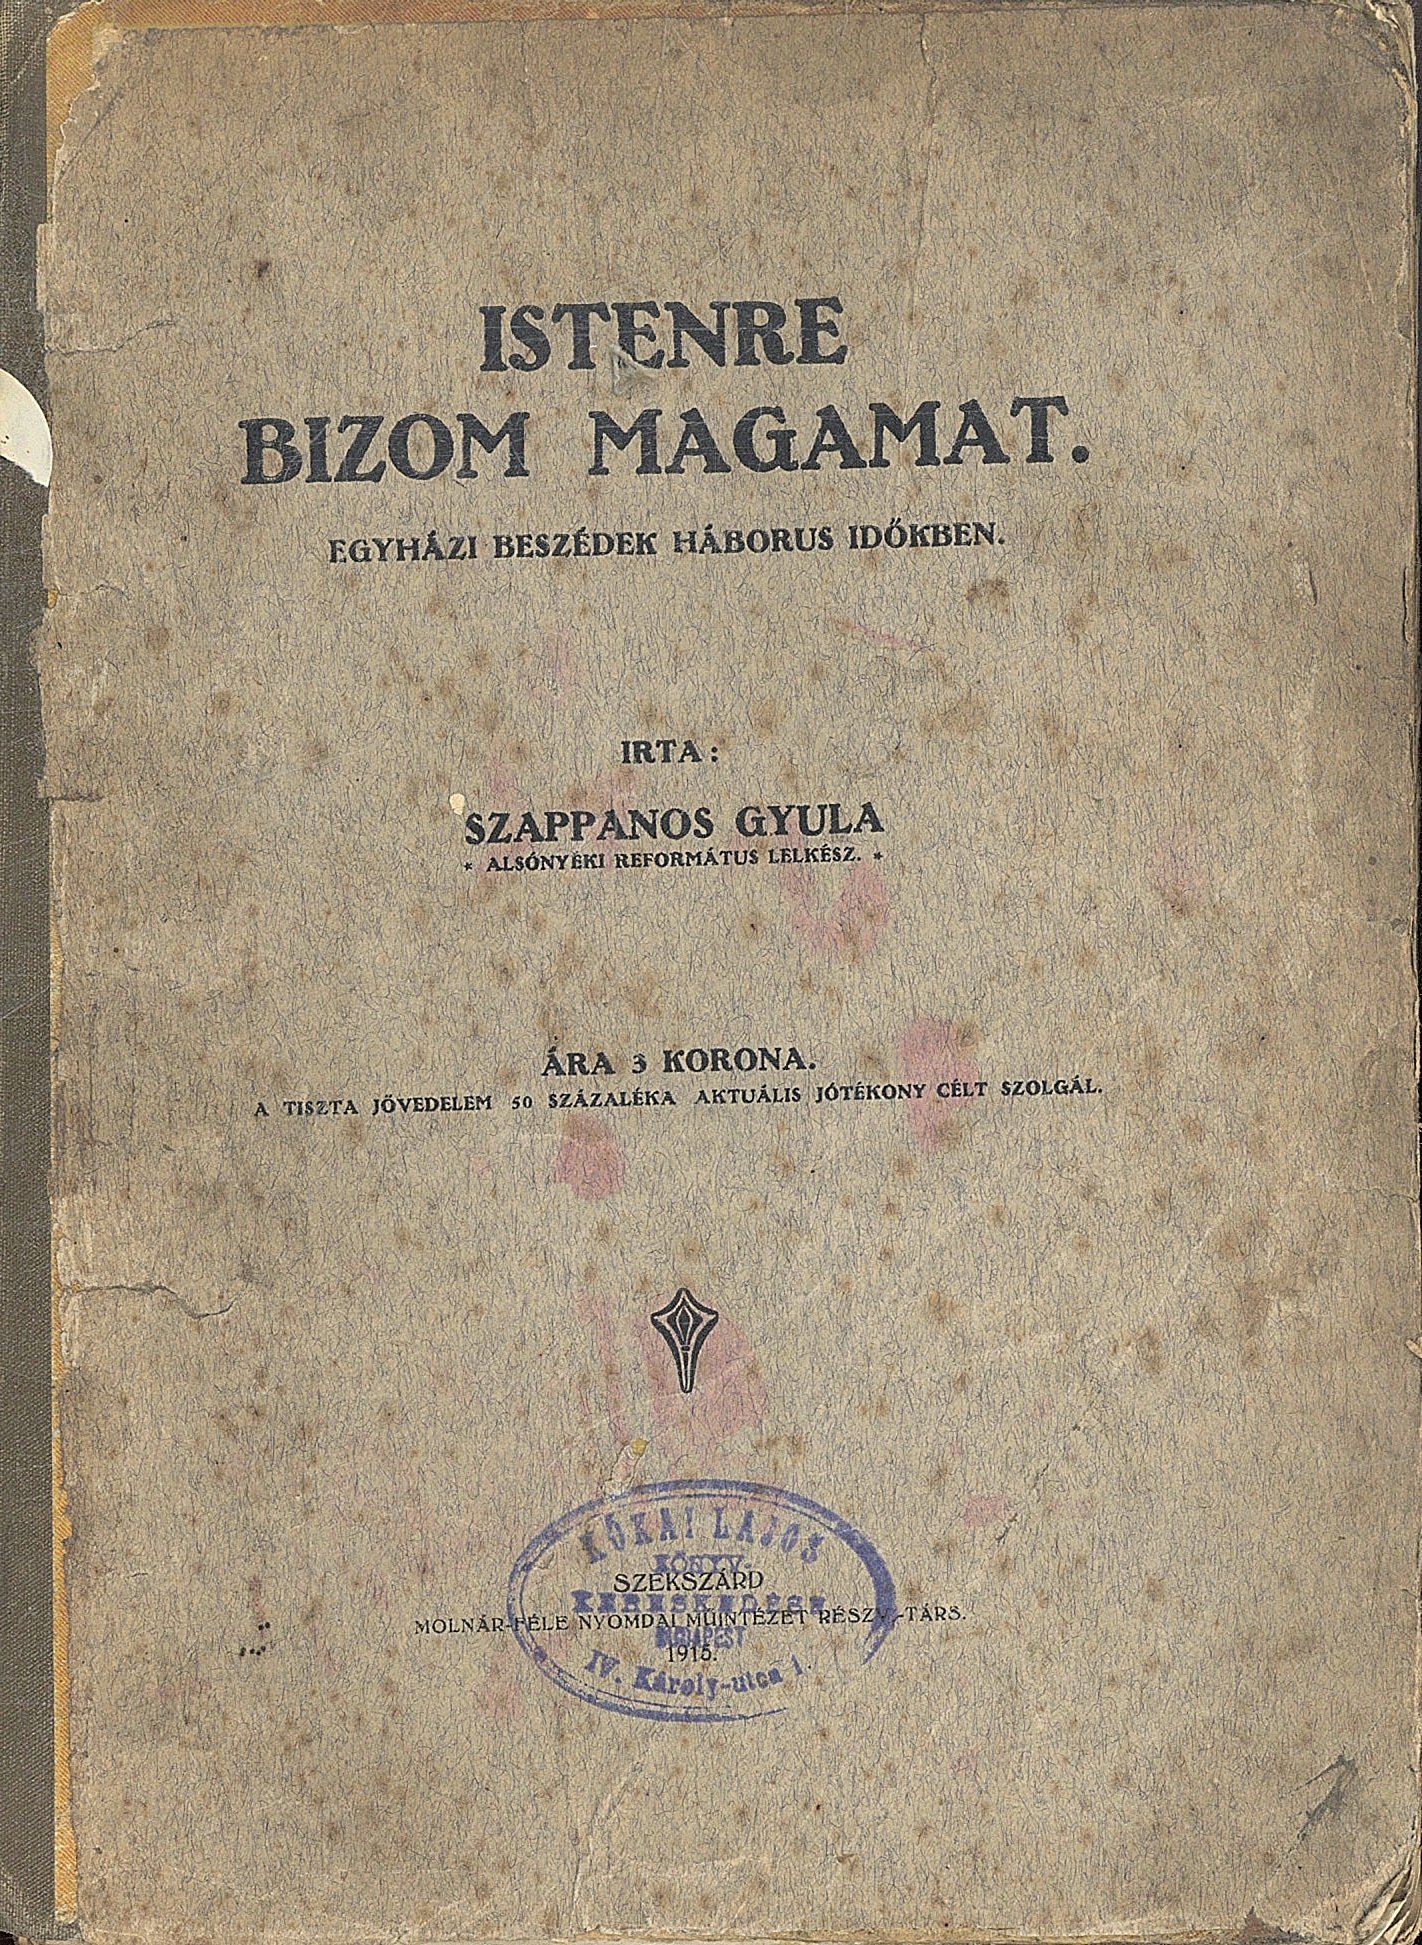 ISTENRE
BIZOM MAGAMAT.
EGYHÁZI BESZÉDEK HÁBORUS IDŐKBEN.
IRTA:
SZAPPANOS GYULA
* ALSÓNYÉKI REFORMÁTUS LELKÉSZ. *
ÁRA 3 KORONA.
A TISZTA JÖVEDELEM 50 SZÁZALÉKA AKTUÁLIS JÓTÉKONY CÉLT SZOLGÁL.
KÓKAI LAJOS
KÖNYV-
SZEKSZÁRD
KERESKEDÉSE
MOLNÁR-FÉLE NYOMDAI MŰINTÉZET RÉSZV.-TÁRS.
BUDAPEST
1915.
IV. Károly-utca 1.